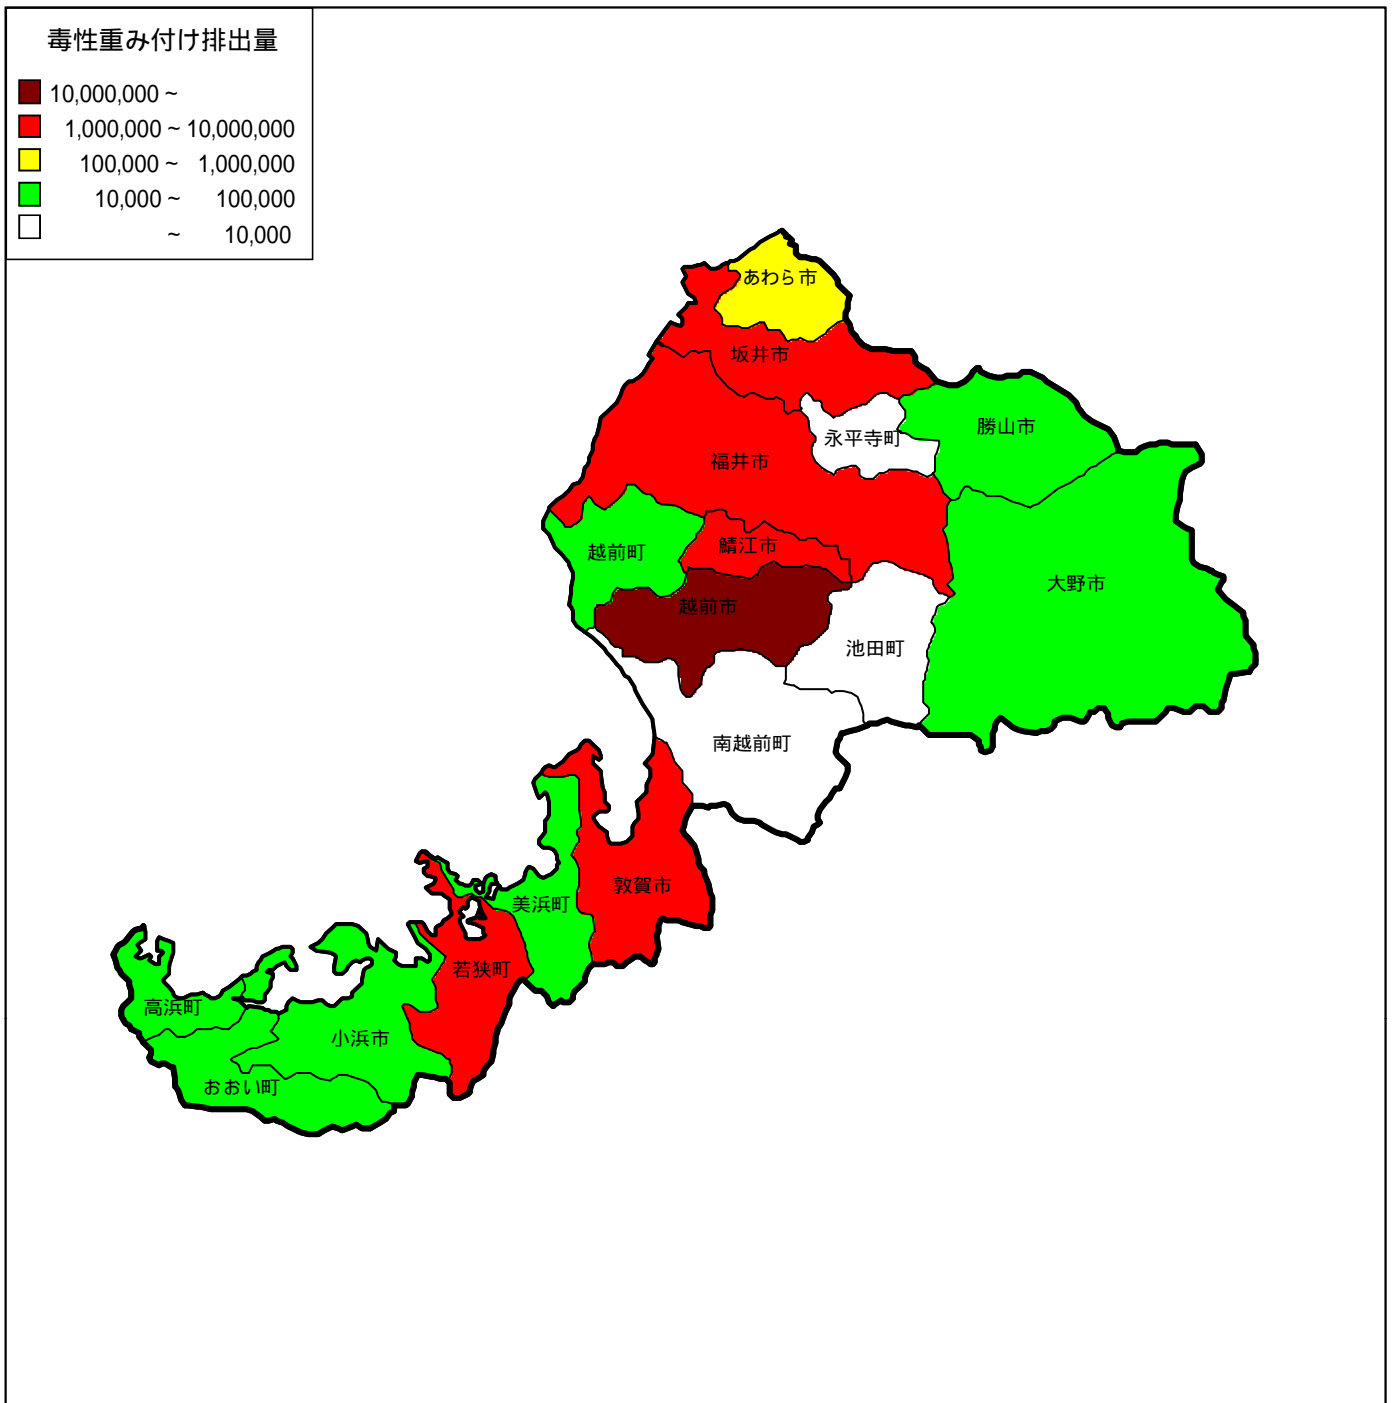 毒性重み付け排出量
10,000,000 ~
1,000,000 ~ 10,000,000
100,000 ~ 1,000,000
10,000 ~ 100,000
~ 10,000
あわら市
坂井市
勝山市
永平寺町
福井市
鯖江市
越前町
大野市
越前市
池田町
南越前町
敦賀市
美浜町
若狭町
高浜町
小浜市
おおい町